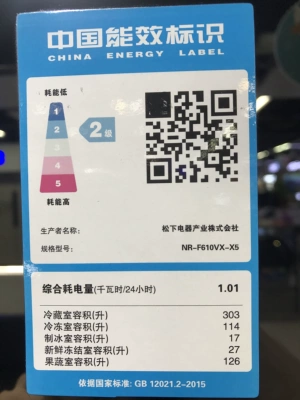 中国能效标识
CHINA ENERGY LABEL
耗能低
1
2
3
4
5
2级
耗能高
生产者名称： 松下电器产业株式会社
规格型号： NR-F610VX-X5
综合耗电量(千瓦时/24小时) 1.01
冷藏室容积(升) 303
冷冻室容积(升) 114
制冰室容积(升) 17
新鲜冻结室容积(升) 27
果蔬室容积(升) 126
依据国家标准: GB 12021.2-2015